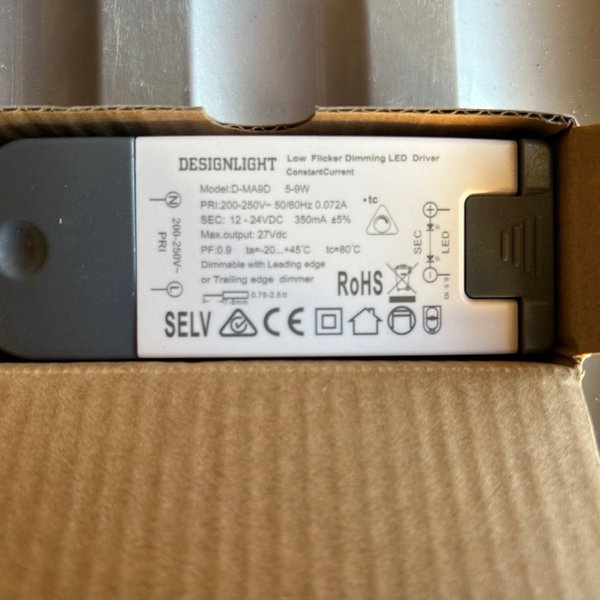 DESIGNLIGHT Low Flicker Dimming LED Driver
ConstantCurrent
Model:D-MA9D 5-9W
PRI:200-250V~ 50/60Hz 0.072A
SEC: 12 - 24VDC 350mA ±5%
Max.output: 27Vdc
PF:0.9 ta=-20...+45°C tc=80°C
Dimmable with Leading edge
or Trailing edge dimmer
SELV
RoHS
CE
•tc
N
200-250V~
PRI
L
SEC
LED